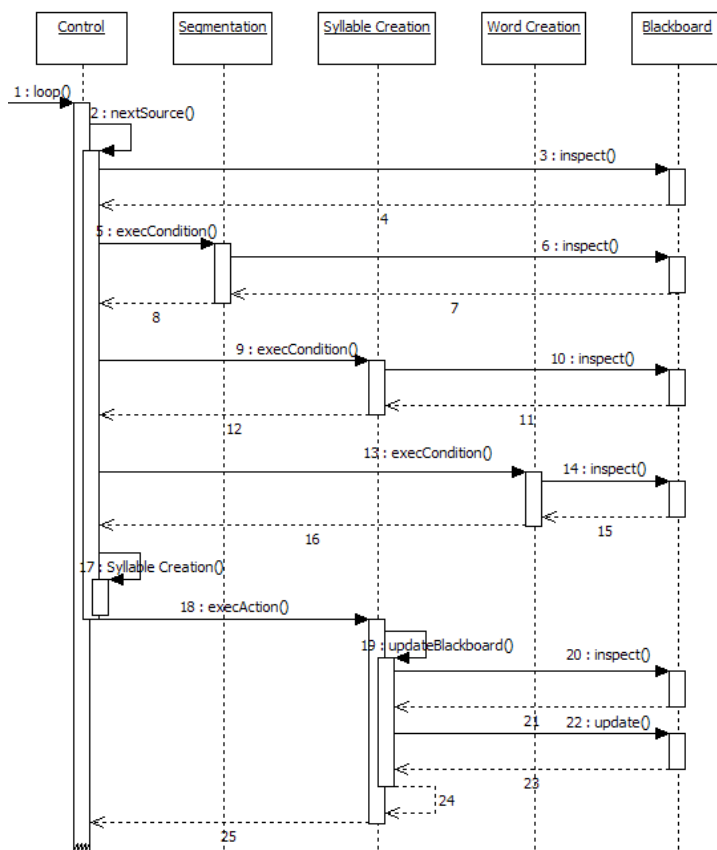 Control
Segmentation
Syllable Creation
Word Creation
Blackboard
1 : loop()
2 : nextSource()
3 : inspect()
4
5 : execCondition()
6 : inspect()
7
8
9 : execCondition()
10 : inspect()
11
12
13 : execCondition()
14 : inspect()
15
16
17 : Syllable Creation()
18 : execAction()
19 : updateBlackboard()
20 : inspect()
21
22 : update()
23
24
25